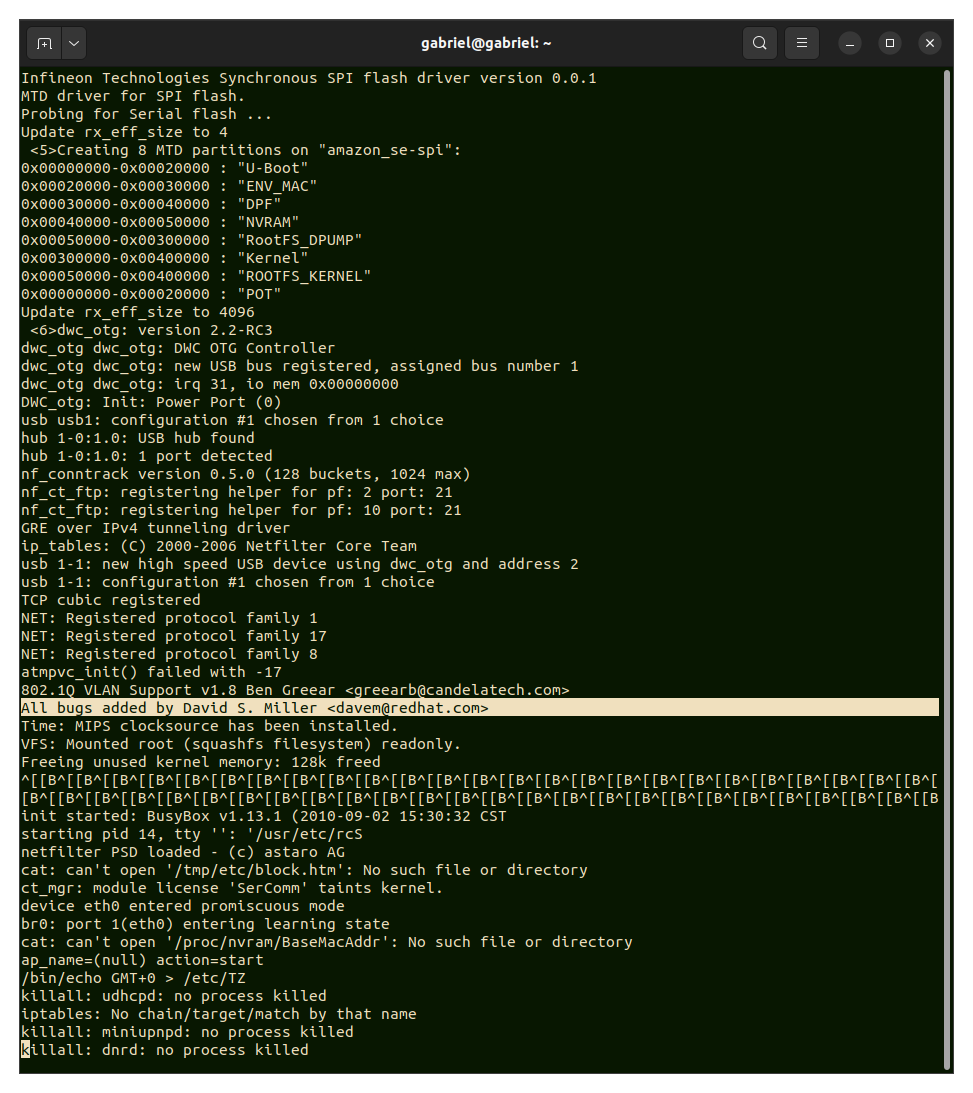 gabriel@gabriel: ~
Infineon Technologies Synchronous SPI flash driver version 0.0.1
MTD driver for SPI flash.
Probing for Serial flash ...
Update rx_eff_size to 4
 <5>Creating 8 MTD partitions on "amazon_se-spi":
0x00000000-0x00020000 : "U-Boot"
0x00020000-0x00030000 : "ENV_MAC"
0x00030000-0x00040000 : "DPF"
0x00040000-0x00050000 : "NVRAM"
0x00050000-0x00300000 : "RootFS_DPUMP"
0x00300000-0x00400000 : "Kernel"
0x00050000-0x00400000 : "ROOTFS_KERNEL"
0x00000000-0x00020000 : "POT"
Update rx_eff_size to 4096
 <6>dwc_otg: version 2.2-RC3
dwc_otg dwc_otg: DWC OTG Controller
dwc_otg dwc_otg: new USB bus registered, assigned bus number 1
dwc_otg dwc_otg: irq 31, io mem 0x00000000
DWC_otg: Init: Power Port (0)
usb usb1: configuration #1 chosen from 1 choice
hub 1-0:1.0: USB hub found
hub 1-0:1.0: 1 port detected
nf_conntrack version 0.5.0 (128 buckets, 1024 max)
nf_ct_ftp: registering helper for pf: 2 port: 21
nf_ct_ftp: registering helper for pf: 10 port: 21
GRE over IPv4 tunneling driver
ip_tables: (C) 2000-2006 Netfilter Core Team
usb 1-1: new high speed USB device using dwc_otg and address 2
usb 1-1: configuration #1 chosen from 1 choice
TCP cubic registered
NET: Registered protocol family 1
NET: Registered protocol family 17
NET: Registered protocol family 8
atmpvc_init() failed with -17
802.1Q VLAN Support v1.8 Ben Greear <greearb@candelatech.com>
All bugs added by David S. Miller <davem@redhat.com>
Time: MIPS clocksource has been installed.
VFS: Mounted root (squashfs filesystem) readonly.
Freeing unused kernel memory: 128k freed
^[[B^[[B^[[B^[[B^[[B^[[B^[[B^[[B^[[B^[[B^[[B^[[B^[[B^[[B^[[B^[[B^[[B^[[B^[[B^[[B^[[B^[[B^[[B^[[B^[[B^[
[B^[[B^[[B^[[B^[[B^[[B^[[B^[[B^[[B^[[B^[[B^[[B^[[B^[[B^[[B^[[B^[[B^[[B^[[B^[[B^[[B^[[B^[[B^[[B^[[B^[[B
init started: BusyBox v1.13.1 (2010-09-02 15:30:32 CST
starting pid 14, tty '': '/usr/etc/rcS
netfilter PSD loaded - (c) astaro AG
cat: can't open '/tmp/etc/block.htm': No such file or directory
ct_mgr: module license 'SerComm' taints kernel.
device eth0 entered promiscuous mode
br0: port 1(eth0) entering learning state
cat: can't open '/proc/nvram/BaseMacAddr': No such file or directory
ap_name=(null) action=start
/bin/echo GMT+0 > /etc/TZ
killall: udhcpd: no process killed
iptables: No chain/target/match by that name
killall: miniupnpd: no process killed
killall: dnrd: no process killed